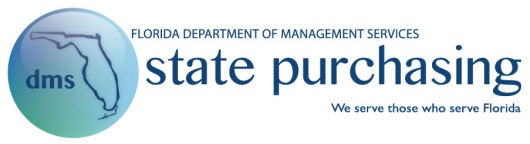 FLORIDA DEPARTMENT OF MANAGEMENT SERVICES
dms
state purchasing
We serve those who serve Florida